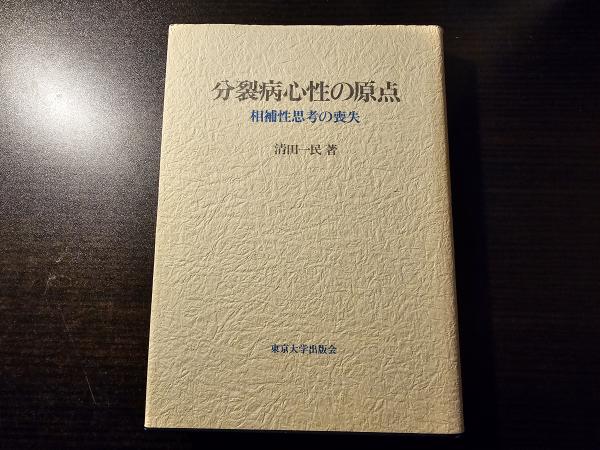 分裂病心性の原点
相補性思考の喪失
清田一民 著
東京大学出版会